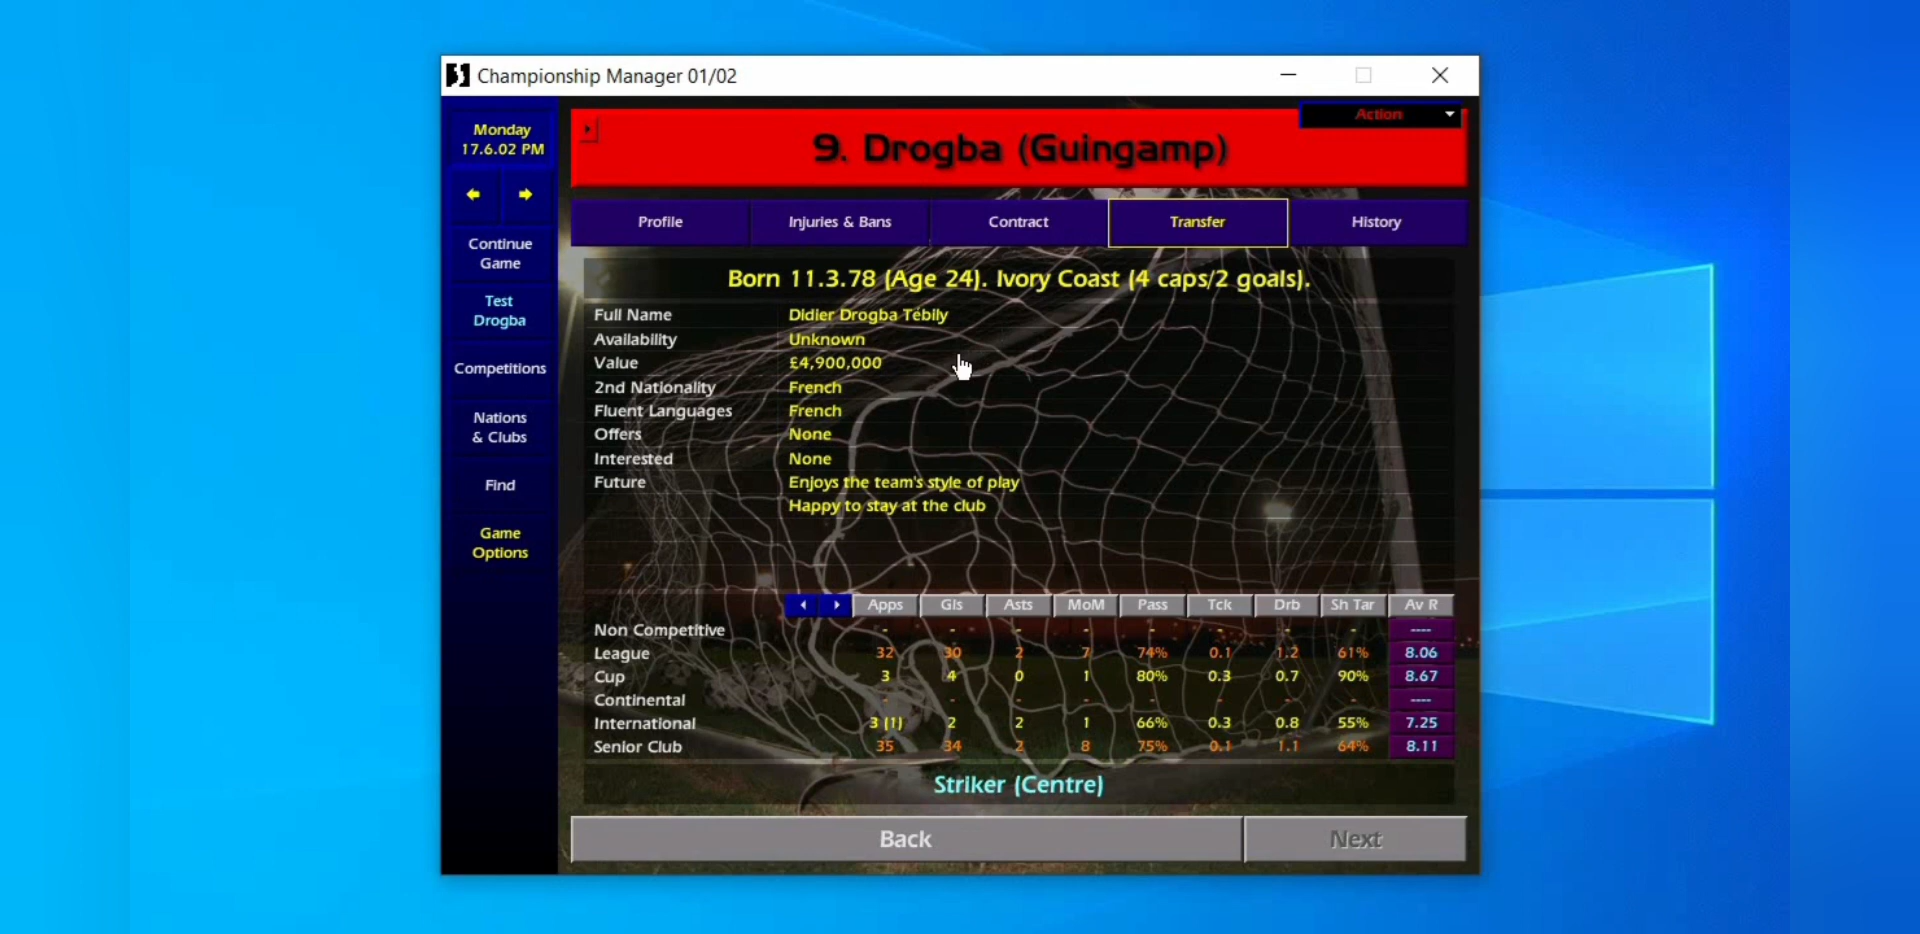 Championship Manager 01/02
Action
Monday
17.6.02 PM
9. Drogba (Guingamp)
Profile
Injuries & Bans
Contract
Transfer
History
Continue
Game
Test
Drogba
Competitions
Nations
& Clubs
Find
Game
Options
Born 11.3.78 (Age 24). Ivory Coast (4 caps/2 goals).
Full Name Didier Drogba Tébily
Availability Unknown
Value £4,900,000
2nd Nationality French
Fluent Languages French
Offers None
Interested None
Future Enjoys the team's style of play
Happy to stay at the club
Apps Gls Asts MoM Pass Tck Drb Sh Tar Av R
Non Competitive - - - - - - - - ----
League 32 30 2 7 74% 0.1 1.2 61% 8.06
Cup 3 4 0 1 80% 0.3 0.7 90% 8.67
Continental - - - - - - - - ----
International 3 (1) 2 2 1 66% 0.3 0.8 55% 7.25
Senior Club 35 34 2 8 75% 0.1 1.1 64% 8.11
Striker (Centre)
Back
Next